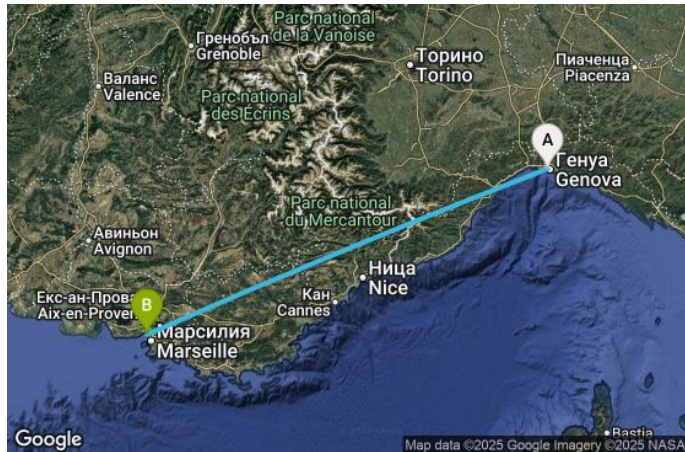 Parc national
de la Vanoise
Гренобъл
Grenoble
Торино
Torino
Пиаченца
Piacenza
Валанс
Valence
Parc national
des Écrins
A
Генуа
Genova
Parc national
du Mercantour
Авиньон
Avignon
Ница
Nice
Кан
Cannes
Екс-ан-Прова
Aix-en-Proven
B
Марсилия
Marseille
Bastia
Google
Map data ©2025 Google Imagery ©2025 NASA